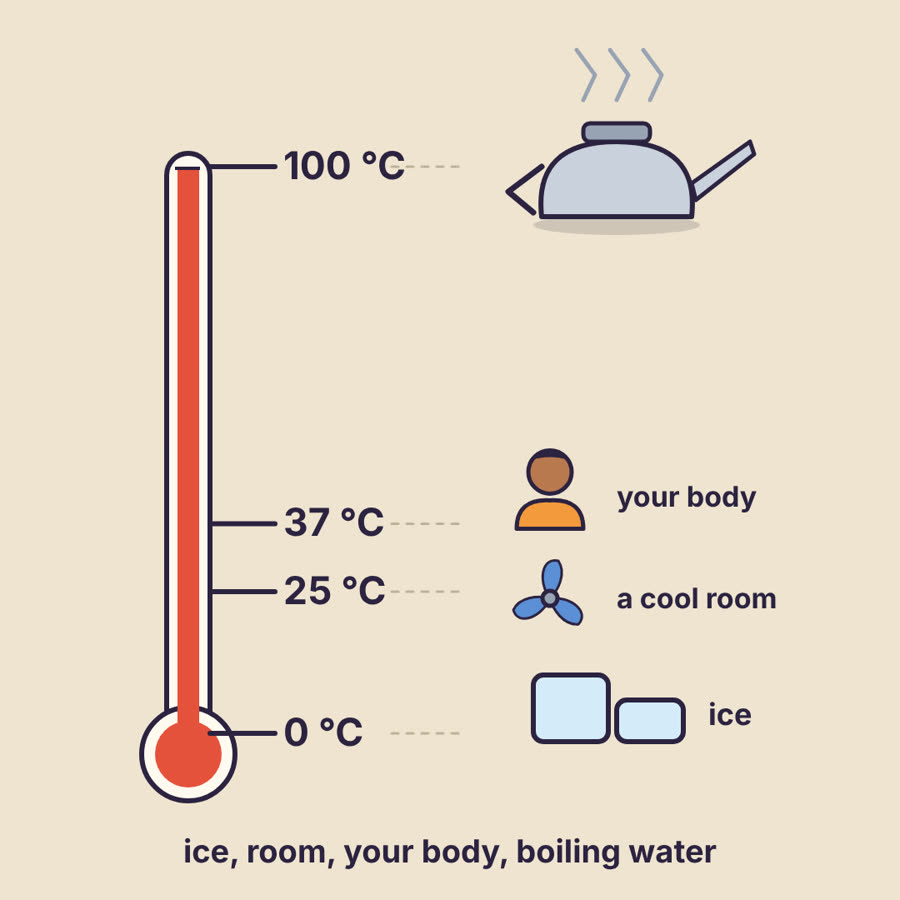 100 °C
37 °C
your body
25 °C
a cool room
0 °C
ice
ice, room, your body, boiling water